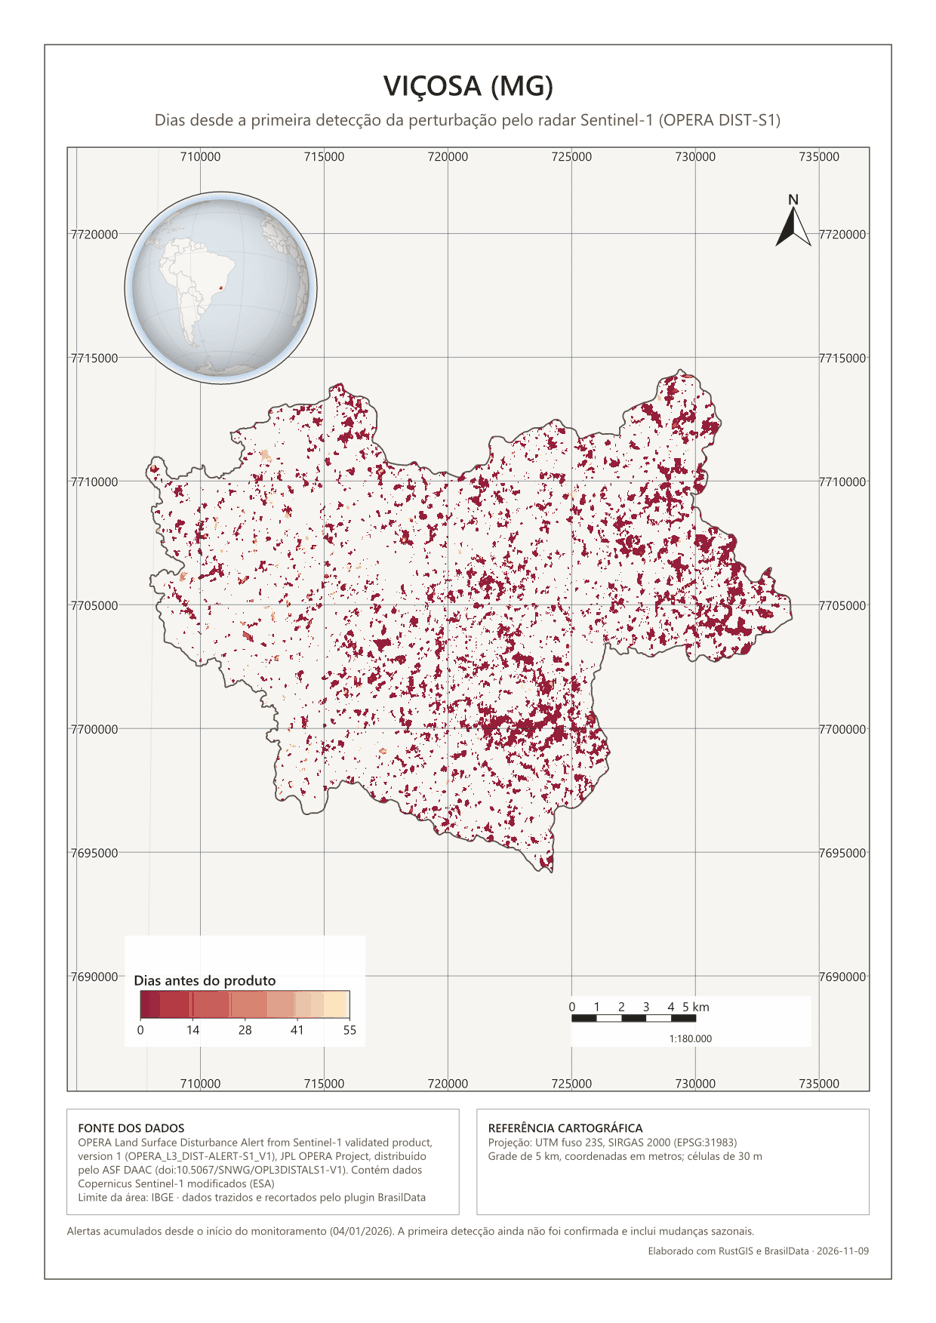 VIÇOSA (MG)
Dias desde a primeira detecção da perturbação pelo radar Sentinel-1 (OPERA DIST-S1)
710000 715000 720000 725000 730000 735000
N
7720000 7720000
7715000 7715000
7710000 7710000
7705000 7705000
7700000 7700000
7695000 7695000
7690000 7690000
Dias antes do produto
0 14 28 41 55
0 1 2 3 4 5 km
1:180.000
710000 715000 720000 725000 730000 735000
FONTE DOS DADOS
OPERA Land Surface Disturbance Alert from Sentinel-1 validated product,
version 1 (OPERA_L3_DIST-ALERT-S1_V1), JPL OPERA Project, distribuído
pelo ASF DAAC (doi:10.5067/SNWG/OPL3DISTALS1-V1). Contém dados
Copernicus Sentinel-1 modificados (ESA)
Limite da área: IBGE · dados trazidos e recortados pelo plugin BrasilData
REFERÊNCIA CARTOGRÁFICA
Projeção: UTM fuso 23S, SIRGAS 2000 (EPSG:31983)
Grade de 5 km, coordenadas em metros; células de 30 m
Alertas acumulados desde o início do monitoramento (04/01/2026). A primeira detecção ainda não foi confirmada e inclui mudanças sazonais.
Elaborado com RustGIS e BrasilData · 2026-11-09